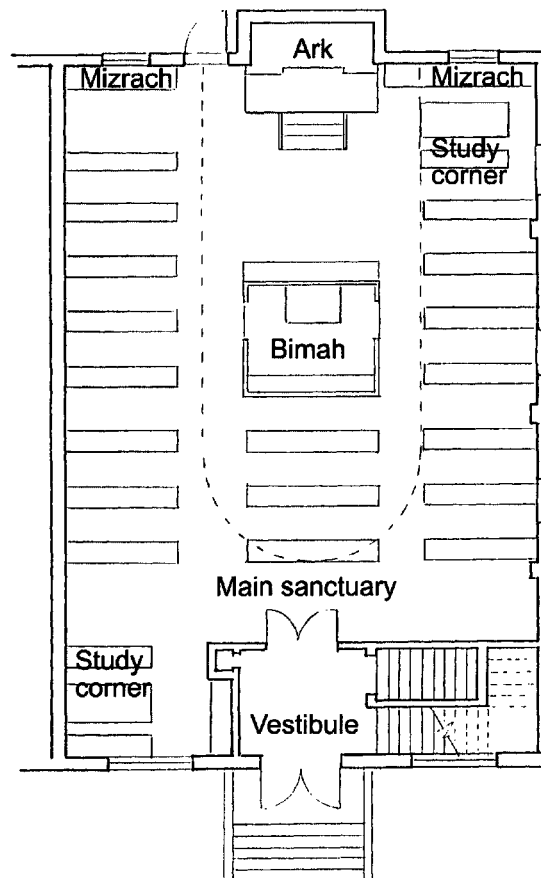 Ark
Mizrach
Mizrach
Study
corner
Bimah
Main sanctuary
Study
corner
Vestibule